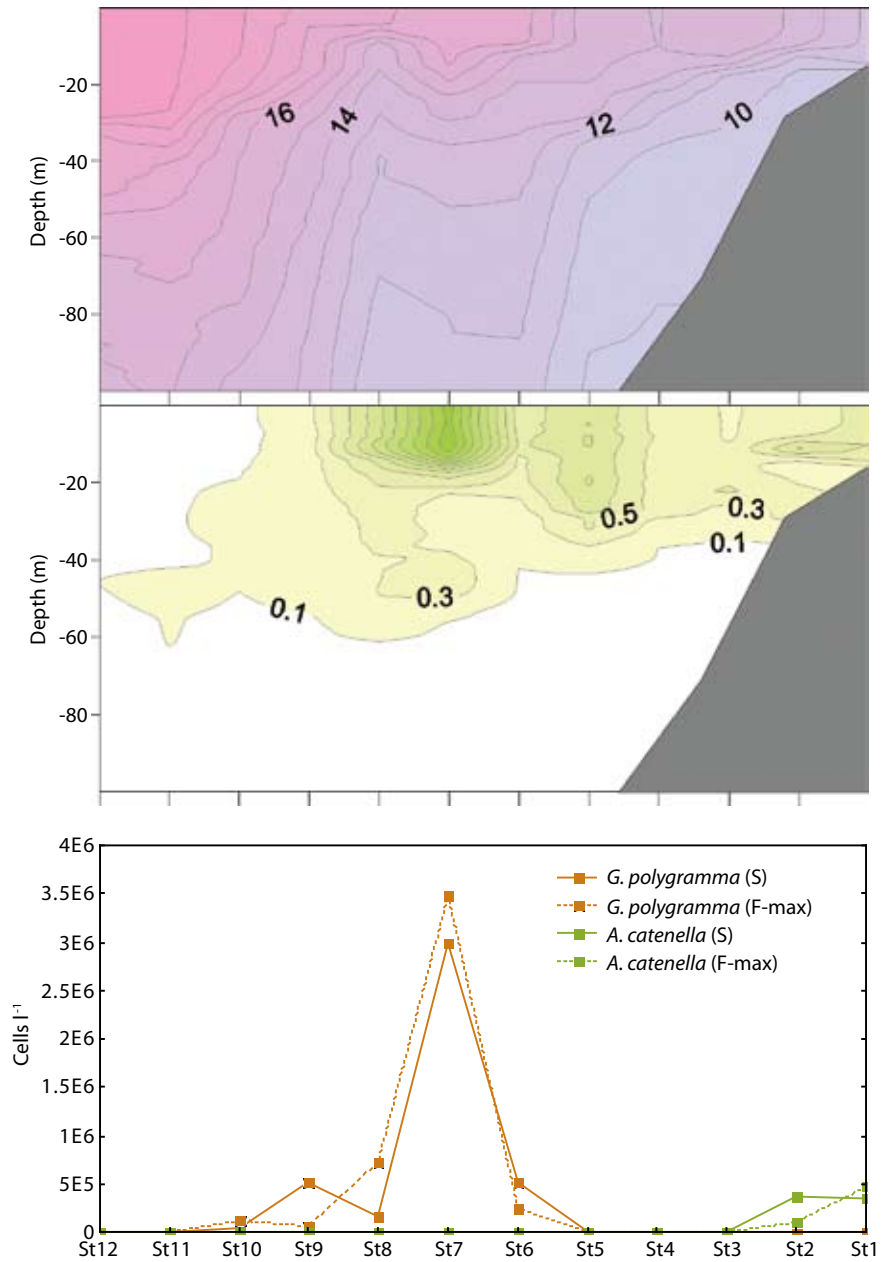 Depth (m)
-20
-40
-60
-80
16
14
12
10
Depth (m)
-20
-40
-60
-80
0.5
0.3
0.1
0.3
0.1
Cells l⁻¹
4E6
3.5E6
3E6
2.5E6
2E6
1.5E6
1E6
5E5
0
G. polygramma (S)
G. polygramma (F-max)
A. catenella (S)
A. catenella (F-max)
St12 St11 St10 St9 St8 St7 St6 St5 St4 St3 St2 St1